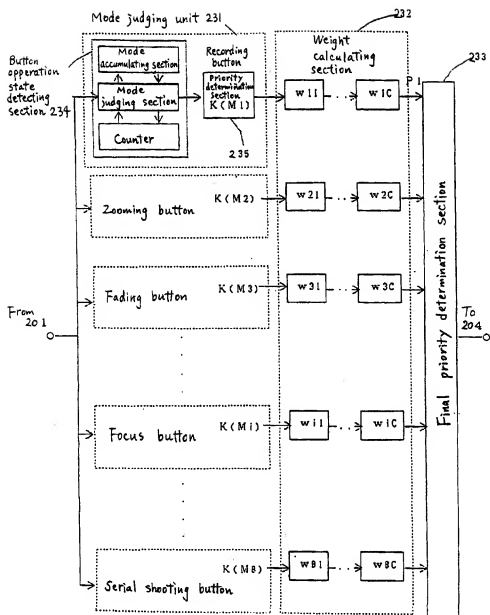 Mode judging unit 231
232
233
Weight
calculating
section
Button
opperation
state
detecting
section 234
Mode
accumulating section
Mode
judging section
Counter
Recording
button
Priority
determination
section
K(M1)
235
w11
...
w1C
P1
Zooming button
K(M2)
w21
...
w2C
Fading button
K(M3)
w31
...
w3C
From
201
Final priority determination section
To
204
Focus button
K(Mi)
wi1
...
wiC
Serial shooting button
K(MB)
wB1
...
wBC